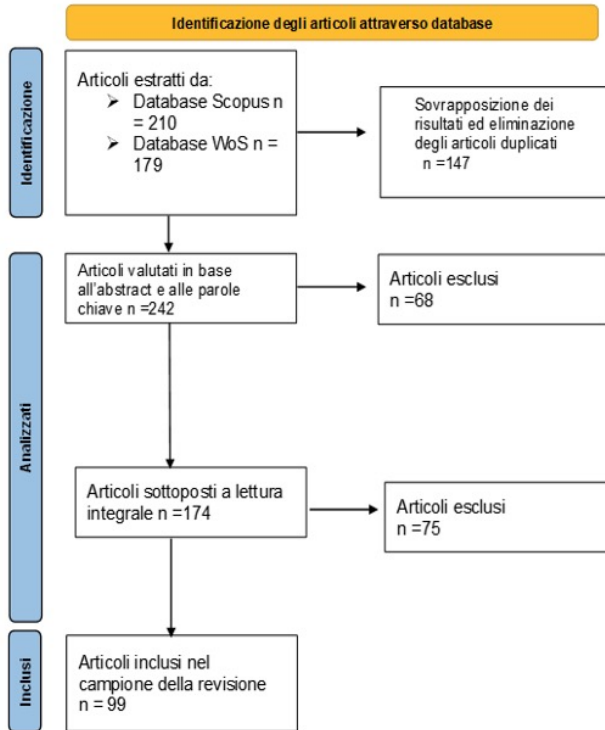 Identificazione degli articoli attraverso database
Identificazione
Articoli estratti da:
➢ Database Scopus n
= 210
➢ Database WoS n =
179
Sovrapposizione dei
risultati ed eliminazione
degli articoli duplicati
n =147
Analizzati
Articoli valutati in base
all'abstract e alle parole
chiave n =242
Articoli esclusi
n =68
Articoli sottoposti a lettura
integrale n =174
Articoli esclusi
n =75
Inclusi
Articoli inclusi nel
campione della revisione
n = 99